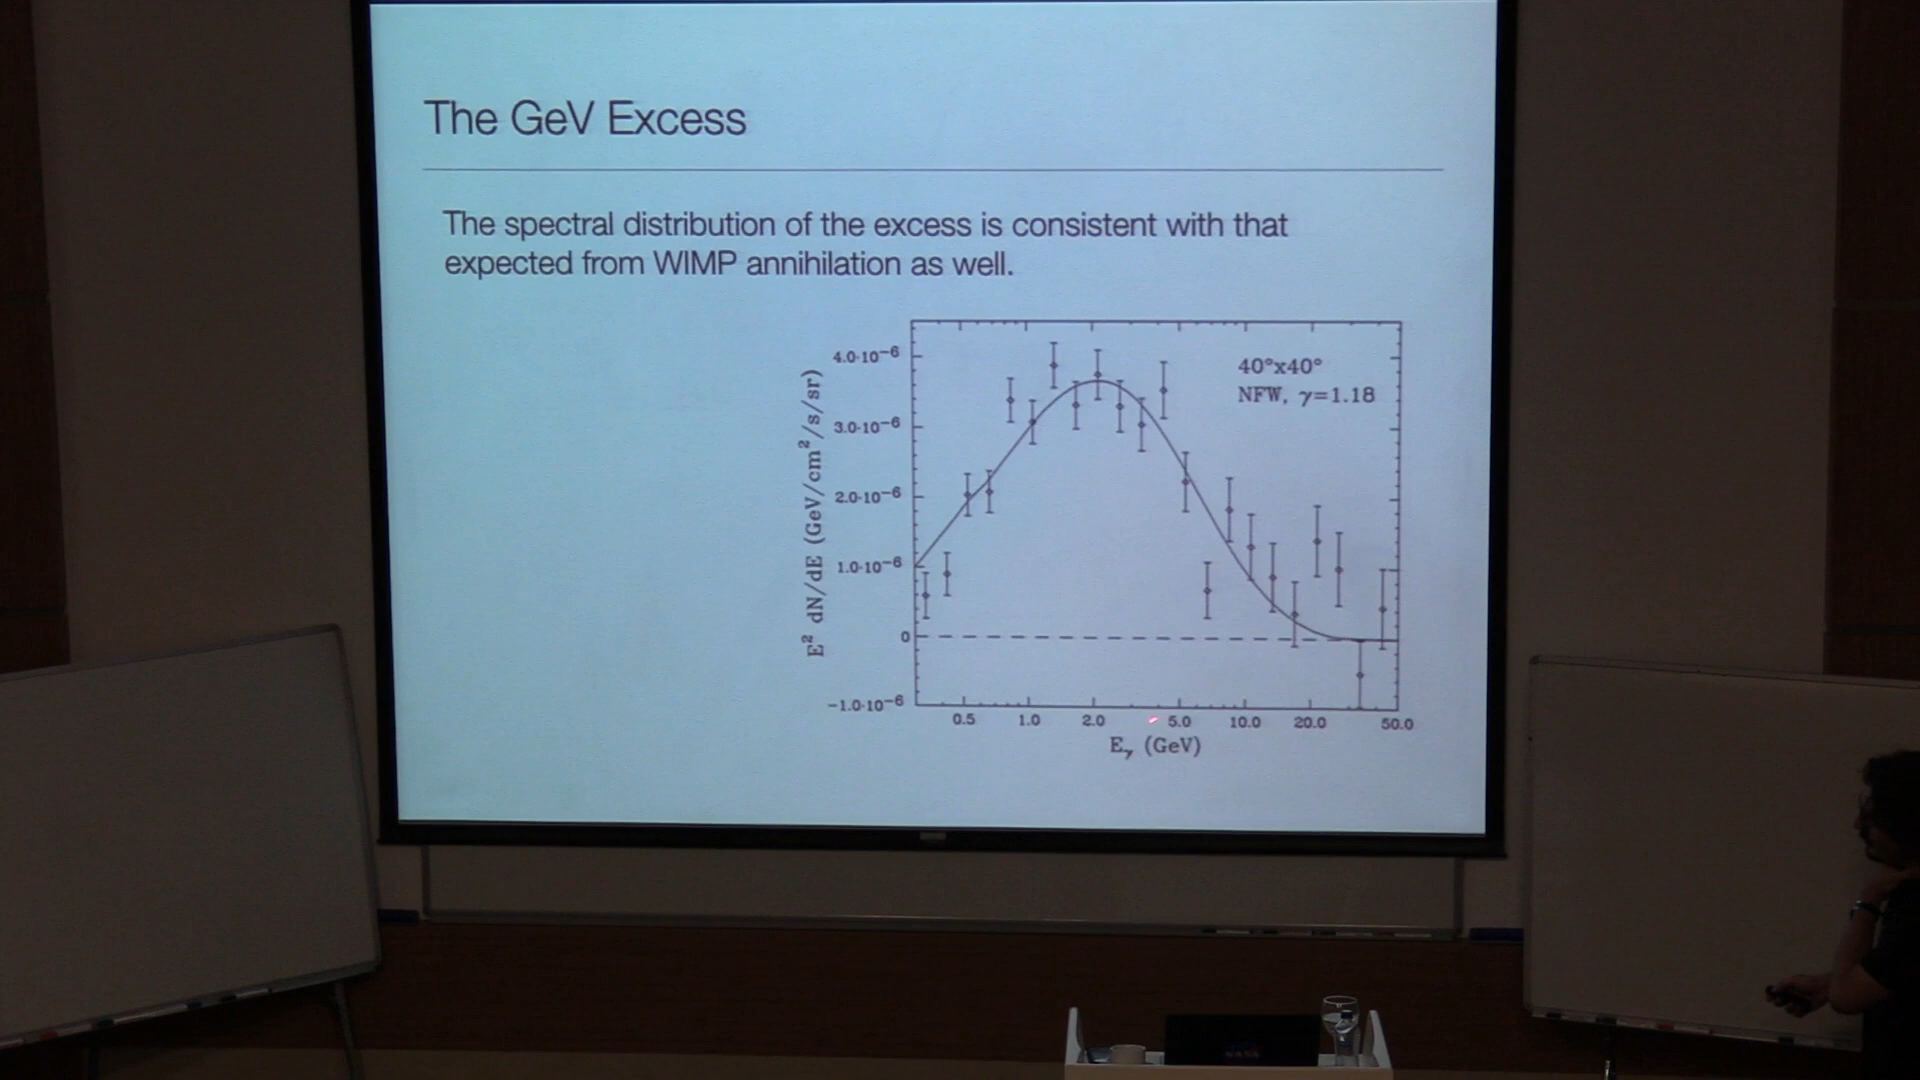 The GeV Excess
The spectral distribution of the excess is consistent with that
expected from WIMP annihilation as well.
40°x40°
NFW, γ=1.18
E² dN/dE (GeV/cm²/s/sr)
4.0·10⁻⁶
3.0·10⁻⁶
2.0·10⁻⁶
1.0·10⁻⁶
0
−1.0·10⁻⁶
0.5 1.0 2.0 5.0 10.0 20.0 50.0
Eγ (GeV)